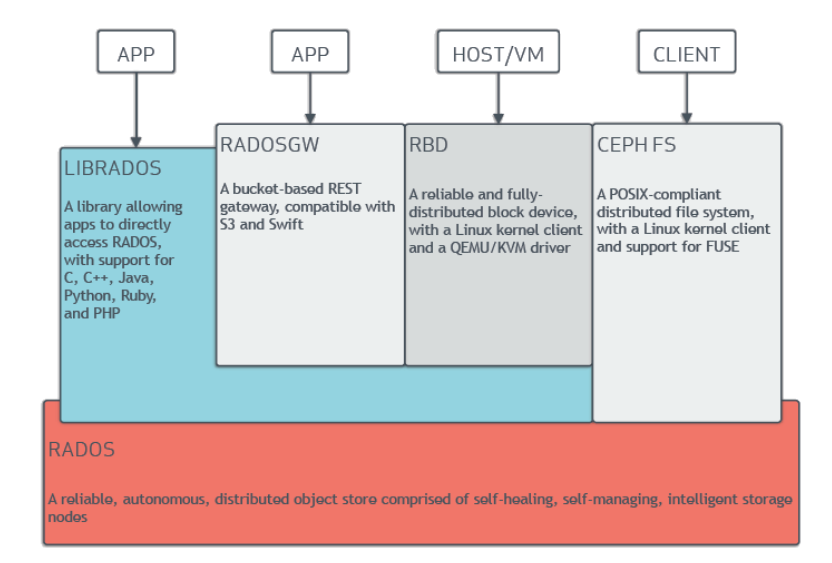 APP
APP
HOST/VM
CLIENT
LIBRADOS
A library allowing
apps to directly
access RADOS,
with support for
C, C++, Java,
Python, Ruby,
and PHP
RADOSGW
A bucket-based REST
gateway, compatible with
S3 and Swift
RBD
A reliable and fully-
distributed block device,
with a Linux kernel client
and a QEMU/KVM driver
CEPH FS
A POSIX-compliant
distributed file system,
with a Linux kernel client
and support for FUSE
RADOS
A reliable, autonomous, distributed object store comprised of self-healing, self-managing, intelligent storage
nodes